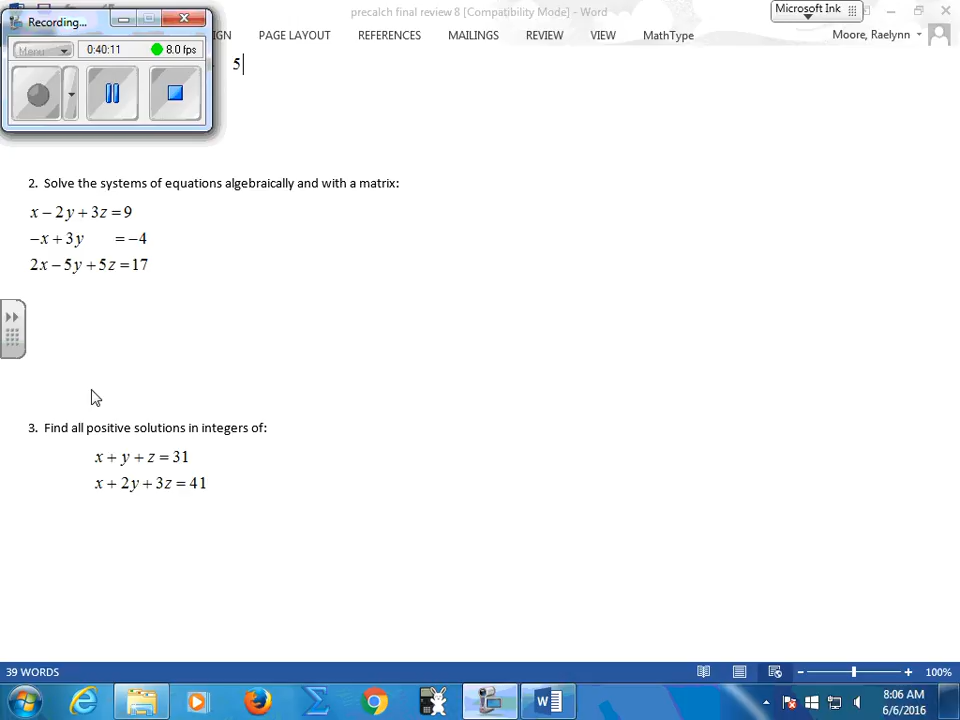 precalch final review 8 [Compatibility Mode] - Word
Microsoft Ink
Recording...
IGN PAGE LAYOUT REFERENCES MAILINGS REVIEW VIEW MathType Moore, Raelynn
Menu 0:40:11 8.0 fps
5
2. Solve the systems of equations algebraically and with a matrix:
x − 2y + 3z = 9
−x + 3y = −4
2x − 5y + 5z = 17
3. Find all positive solutions in integers of:
x + y + z = 31
x + 2y + 3z = 41
39 WORDS 100%
8:06 AM
6/6/2016